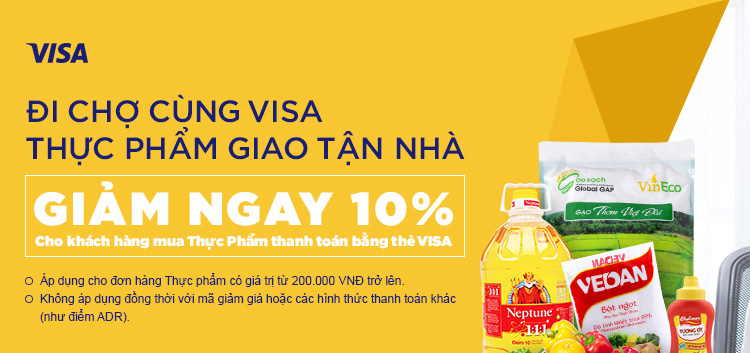 VISA
ĐI CHỢ CÙNG VISA
THỰC PHẨM GIAO TẬN NHÀ
GIẢM NGAY 10%
Cho khách hàng mua Thực Phẩm thanh toán bằng thẻ VISA
Áp dụng cho đơn hàng Thực phẩm có giá trị từ 200.000 VNĐ trở lên.
Không áp dụng đồng thời với mã giảm giá hoặc các hình thức thanh toán khác
(như điểm ADR).
Global GAP
VinEco
GẠO Thơm Việt Đài
VEDAN
VEDAN
Bột ngọt
Neptune
1:1:1
TƯƠNG ỚT